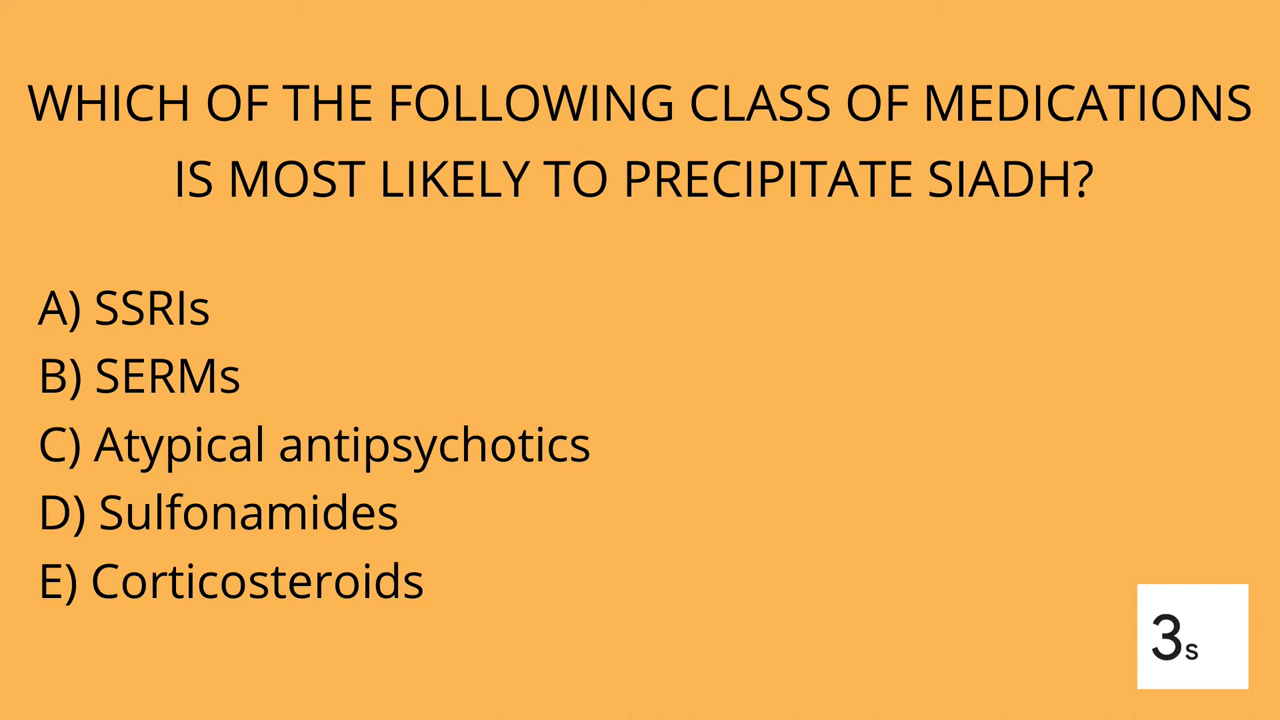 WHICH OF THE FOLLOWING CLASS OF MEDICATIONS
IS MOST LIKELY TO PRECIPITATE SIADH?
A) SSRIs
B) SERMs
C) Atypical antipsychotics
D) Sulfonamides
E) Corticosteroids
3s